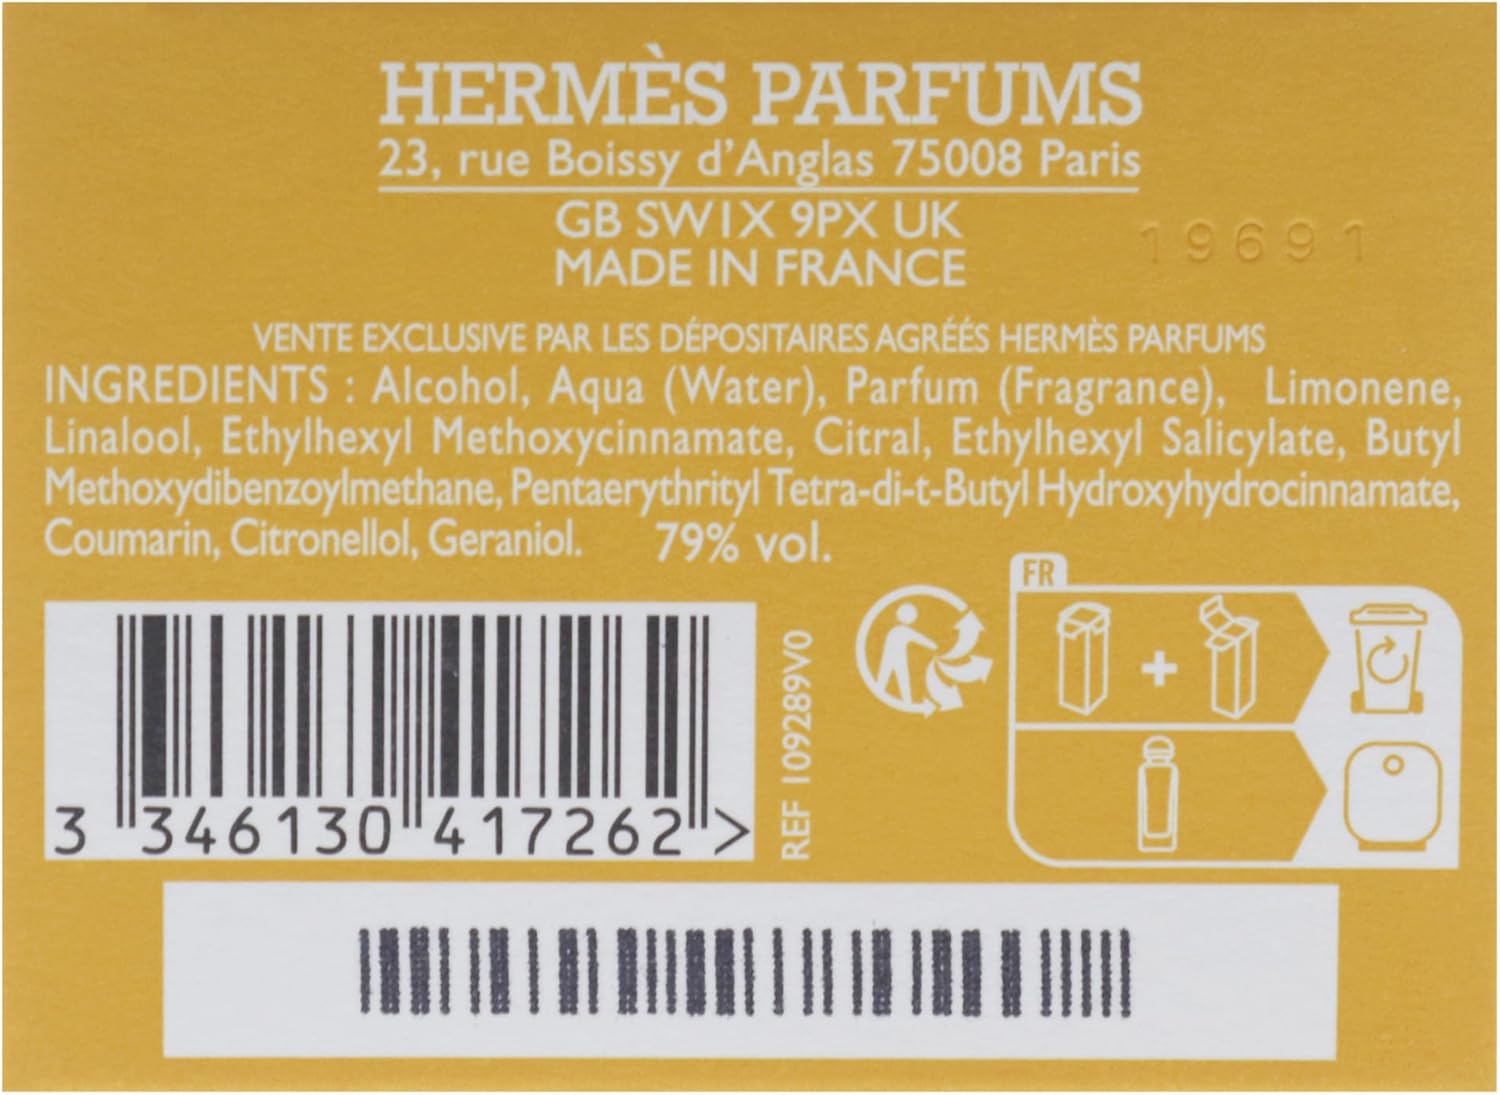 HERMÈS PARFUMS
23, rue Boissy d'Anglas 75008 Paris
GB SW1X 9PX UK
MADE IN FRANCE
19691
VENTE EXCLUSIVE PAR LES DÉPOSITAIRES AGRÉÉS HERMÈS PARFUMS
INGREDIENTS : Alcohol, Aqua (Water), Parfum (Fragrance), Limonene,
Linalool, Ethylhexyl Methoxycinnamate, Citral, Ethylhexyl Salicylate, Butyl
Methoxydibenzoylmethane, Pentaerythrityl Tetra-di-t-Butyl Hydroxyhydrocinnamate,
Coumarin, Citronellol, Geraniol. 79% vol.
FR
+
3 346130 417262 >
REF 109289V0